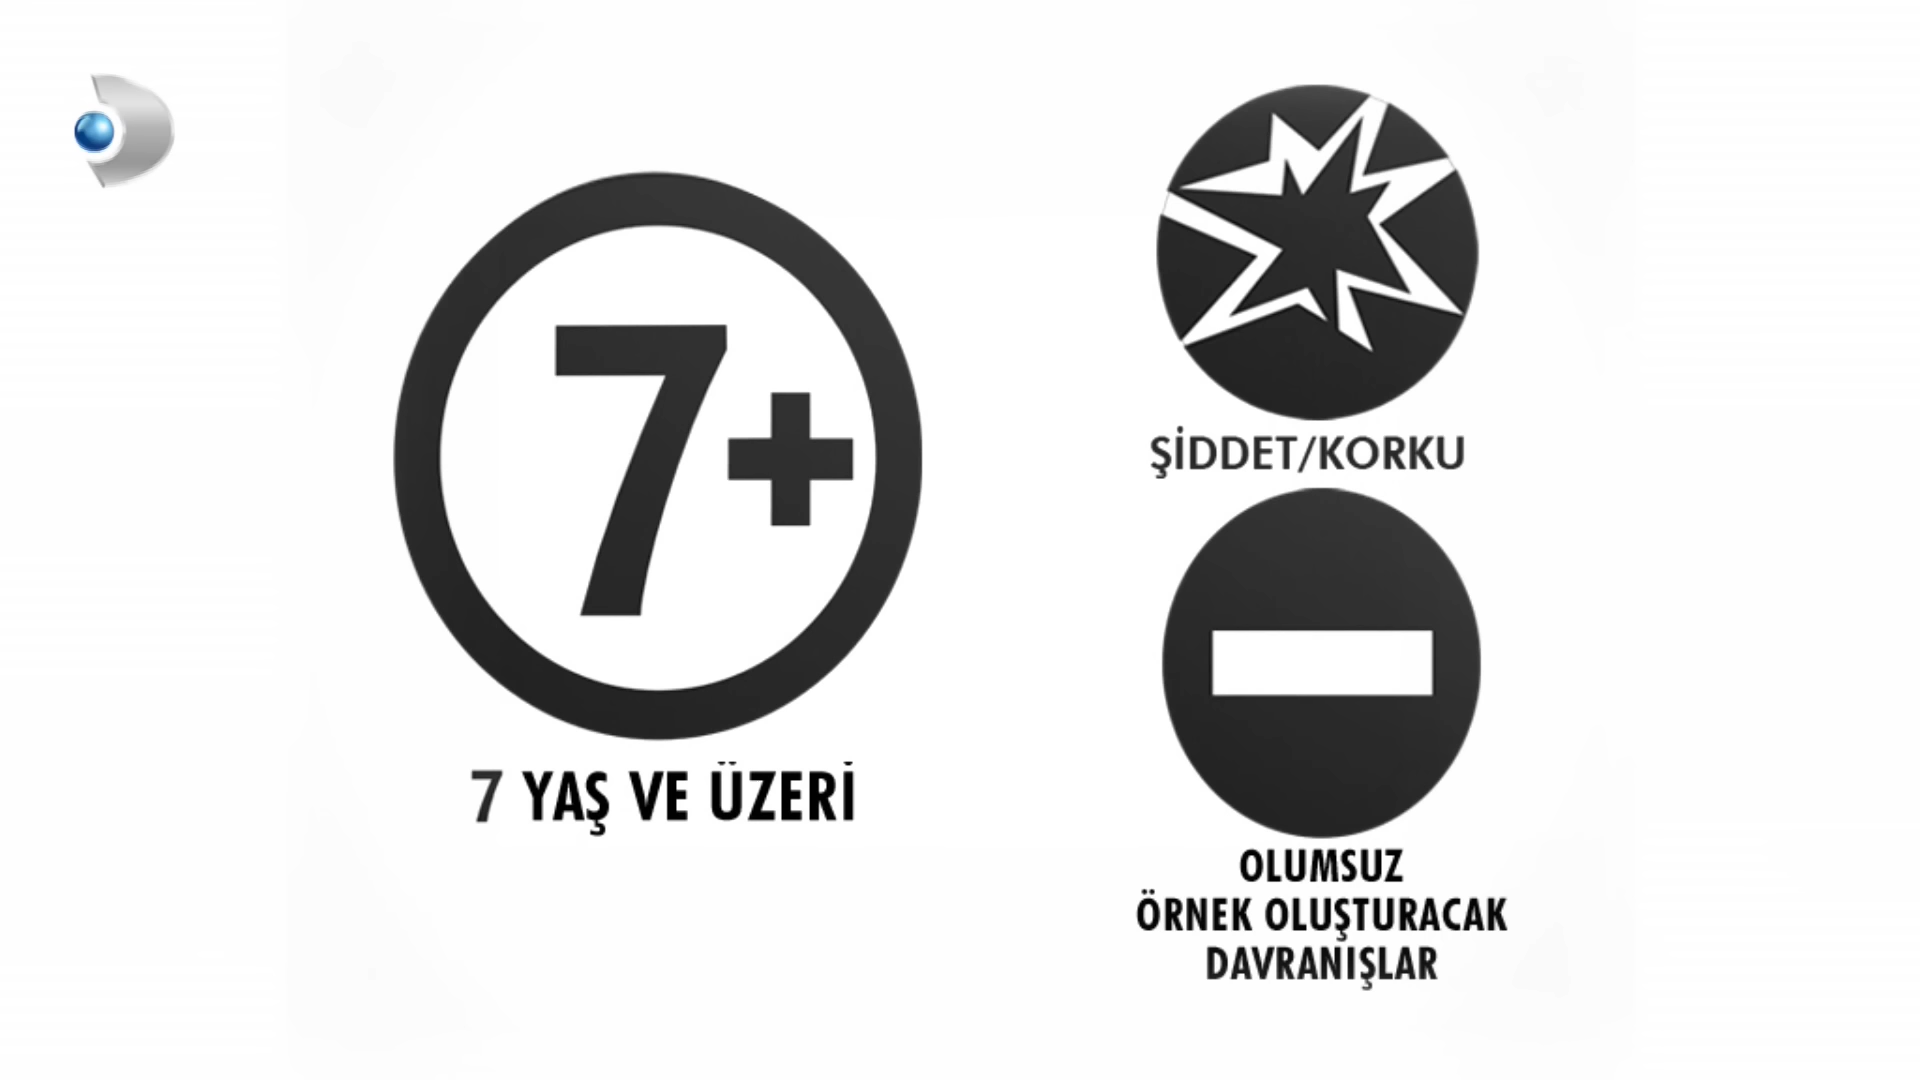 7+
7 YAŞ VE ÜZERİ
ŞİDDET/KORKU
OLUMSUZ
ÖRNEK OLUŞTURACAK
DAVRANIŞLAR